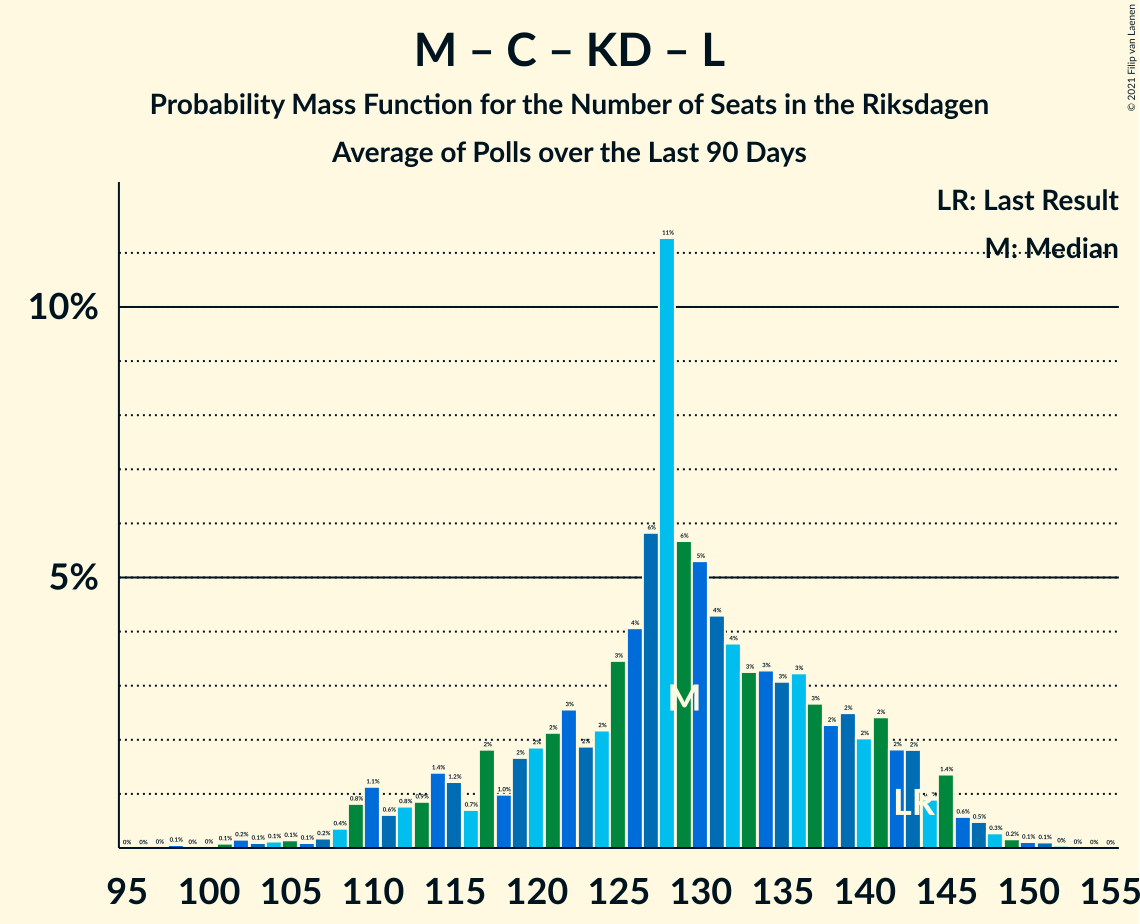 M – C – KD – L
Probability Mass Function for the Number of Seats in the Riksdagen
Average of Polls over the Last 90 Days
© 2021 Filip van Laenen
LR: Last Result
M: Median
10%
5%
0% 0% 0% 0.1% 0% 0% 0.1% 0.2% 0.1% 0.1% 0.1% 0.1% 0.2% 0.4% 0.8% 1.1% 0.6% 0.8% 0.9% 1.4% 1.2% 0.7% 2% 1.0% 2% 2% 2% 3% 2% 2% 3% 4% 6% 11% 6% 5% 4% 4% 3% 3% 3% 3% 3% 2% 2% 2% 2% 2% 2% 1.4% 0.6% 0.5% 0.3% 0.2% 0.1% 0.1% 0% 0% 0% 0%
M
LR
95 100 105 110 115 120 125 130 135 140 145 150 155